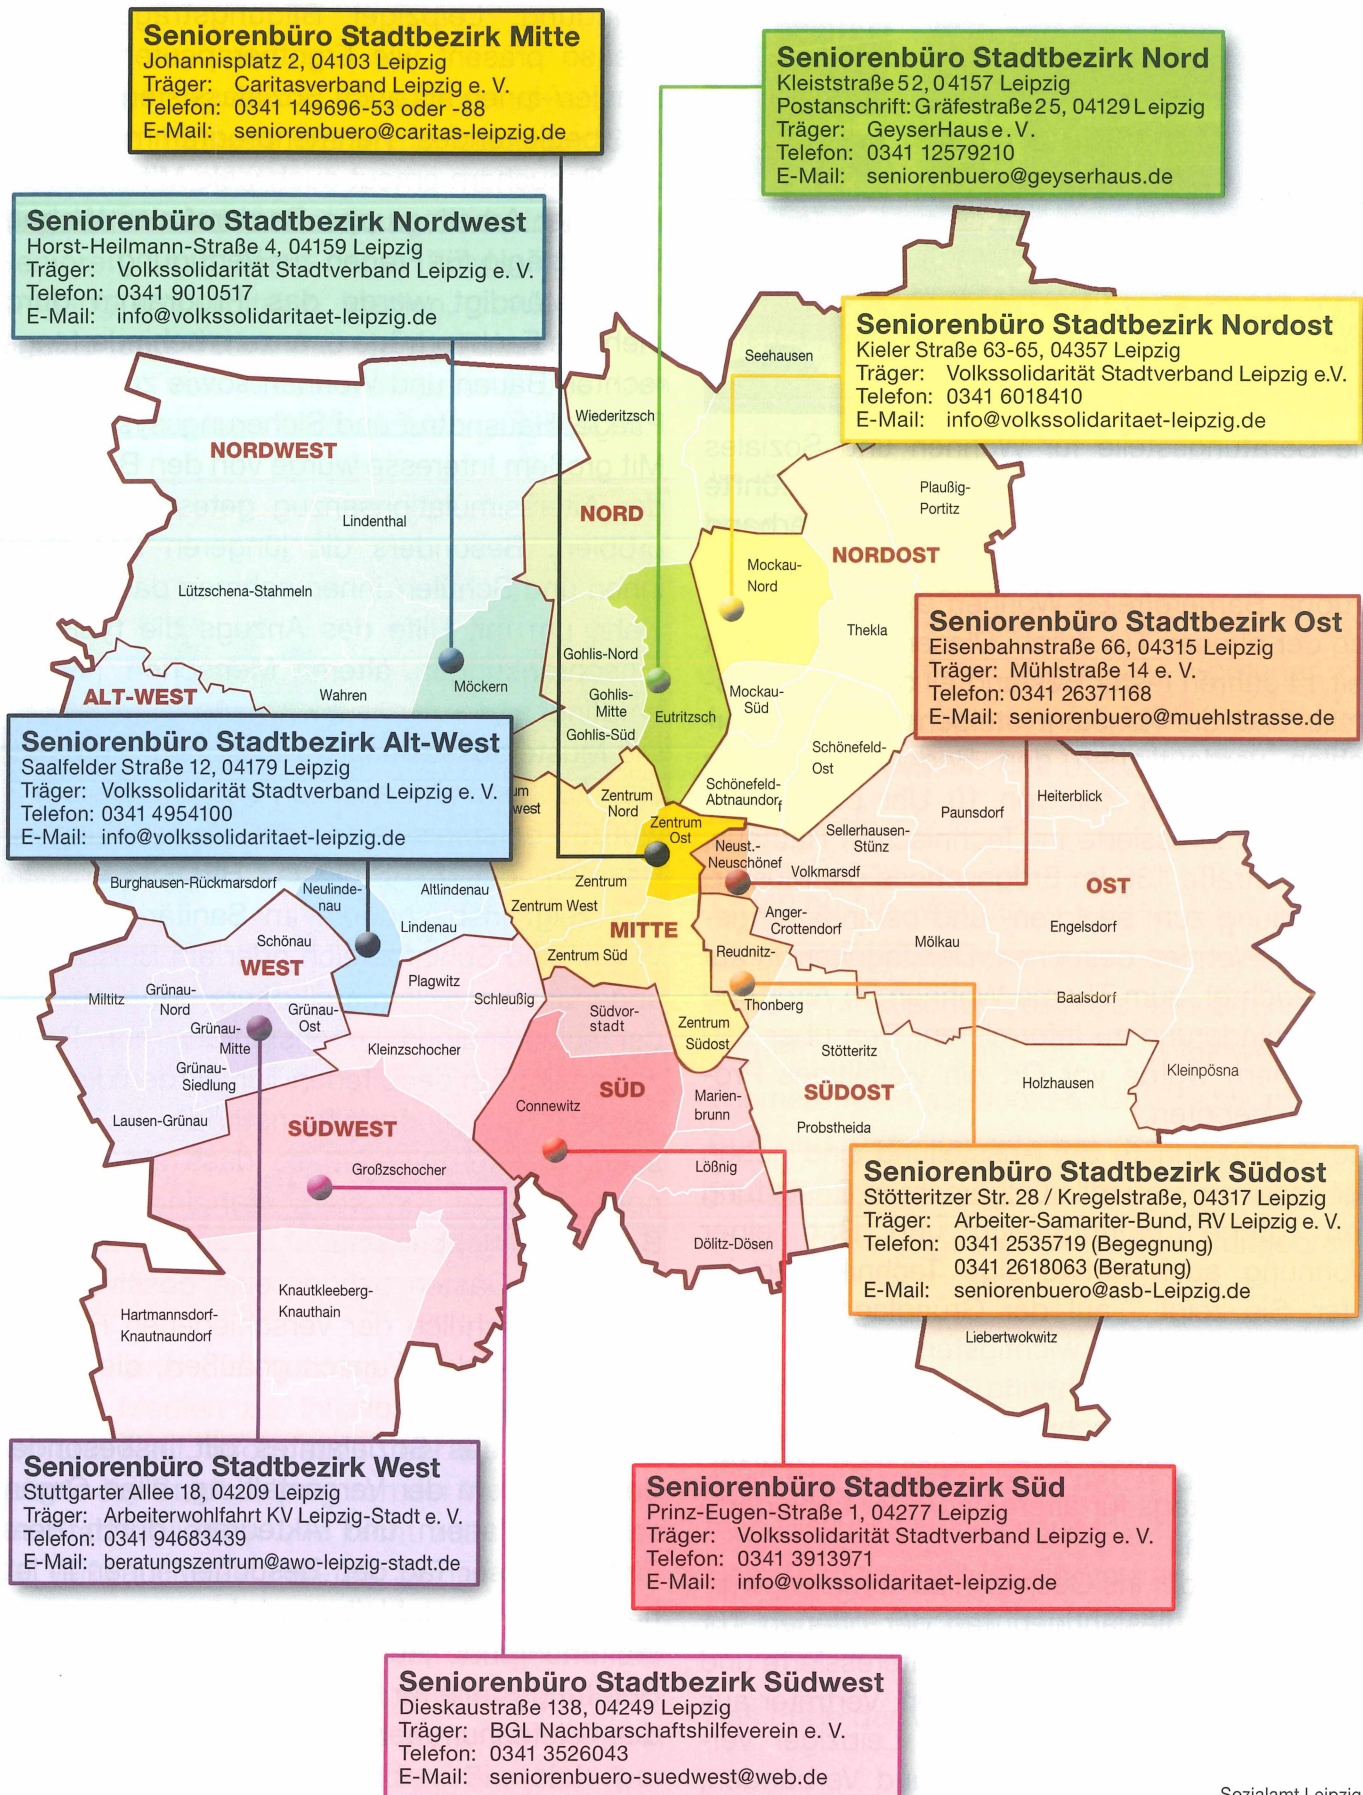 Seniorenbüro Stadtbezirk Mitte
Johannisplatz 2, 04103 Leipzig
Träger: Caritasverband Leipzig e. V.
Telefon: 0341 149696-53 oder -88
E-Mail: seniorenbuero@caritas-leipzig.de
Seniorenbüro Stadtbezirk Nord
Kleiststraße 52, 04157 Leipzig
Postanschrift: Gräfestraße 25, 04129 Leipzig
Träger: GeyserHaus e. V.
Telefon: 0341 12579210
E-Mail: seniorenbuero@geyserhaus.de
Seniorenbüro Stadtbezirk Nordwest
Horst-Heilmann-Straße 4, 04159 Leipzig
Träger: Volkssolidarität Stadtverband Leipzig e. V.
Telefon: 0341 9010517
E-Mail: info@volkssolidaritaet-leipzig.de
Seniorenbüro Stadtbezirk Nordost
Kieler Straße 63-65, 04357 Leipzig
Träger: Volkssolidarität Stadtverband Leipzig e.V.
Telefon: 0341 6018410
E-Mail: info@volkssolidaritaet-leipzig.de
Seehausen
Wiederitzsch
NORDWEST
Lindenthal
NORD
Plaußig-
Portitz
NORDOST
Mockau-
Nord
Lützschena-Stahmeln
Thekla
Gohlis-Nord
Möckern
Wahren
ALT-WEST
Gohlis-
Mitte
Gohlis-Süd
Eutritzsch
Mockau-
Süd
Schönefeld-
Ost
Seniorenbüro Stadtbezirk Ost
Eisenbahnstraße 66, 04315 Leipzig
Träger: Mühlstraße 14 e. V.
Telefon: 0341 26371168
E-Mail: seniorenbuero@muehlstrasse.de
Seniorenbüro Stadtbezirk Alt-West
Saalfelder Straße 12, 04179 Leipzig
Träger: Volkssolidarität Stadtverband Leipzig e. V.
Telefon: 0341 4954100
E-Mail: info@volkssolidaritaet-leipzig.de
um
west
Zentrum
Nord
Schönefeld-
Abtnaundorf
Zentrum
Ost
Neust.-
Neuschönef
Volkmarsdf
Sellerhausen-
Stünz
Paunsdorf
Heiterblick
OST
Burghausen-Rückmarsdorf
Neulinde-
nau
Altlindenau
Lindenau
Zentrum
Zentrum West
MITTE
Zentrum Süd
Anger-
Crottendorf
Reudnitz-
Thonberg
Mölkau
Engelsdorf
Baalsdorf
Kleinpösna
Schönau
WEST
Miltitz
Grünau-
Nord
Grünau-
Ost
Grünau-
Mitte
Grünau-
Siedlung
Lausen-Grünau
Plagwitz
Schleußig
Kleinzschocher
Südvor-
stadt
Zentrum
Südost
Stötteritz
SÜDOST
Holzhausen
Probstheida
SÜD
Connewitz
Marien-
brunn
Lößnig
Dölitz-Dösen
SÜDWEST
Großzschocher
Knautkleeberg-
Knauthain
Hartmannsdorf-
Knautnaundorf
Seniorenbüro Stadtbezirk Südost
Stötteritzer Str. 28 / Kregelstraße, 04317 Leipzig
Träger: Arbeiter-Samariter-Bund, RV Leipzig e. V.
Telefon: 0341 2535719 (Begegnung)
0341 2618063 (Beratung)
E-Mail: seniorenbuero@asb-Leipzig.de
Liebertwokwitz
Seniorenbüro Stadtbezirk West
Stuttgarter Allee 18, 04209 Leipzig
Träger: Arbeiterwohlfahrt KV Leipzig-Stadt e. V.
Telefon: 0341 94683439
E-Mail: beratungszentrum@awo-leipzig-stadt.de
Seniorenbüro Stadtbezirk Süd
Prinz-Eugen-Straße 1, 04277 Leipzig
Träger: Volkssolidarität Stadtverband Leipzig e. V.
Telefon: 0341 3913971
E-Mail: info@volkssolidaritaet-leipzig.de
Seniorenbüro Stadtbezirk Südwest
Dieskaustraße 138, 04249 Leipzig
Träger: BGL Nachbarschaftshilfeverein e. V.
Telefon: 0341 3526043
E-Mail: seniorenbuero-suedwest@web.de
Sozialamt Leipzig